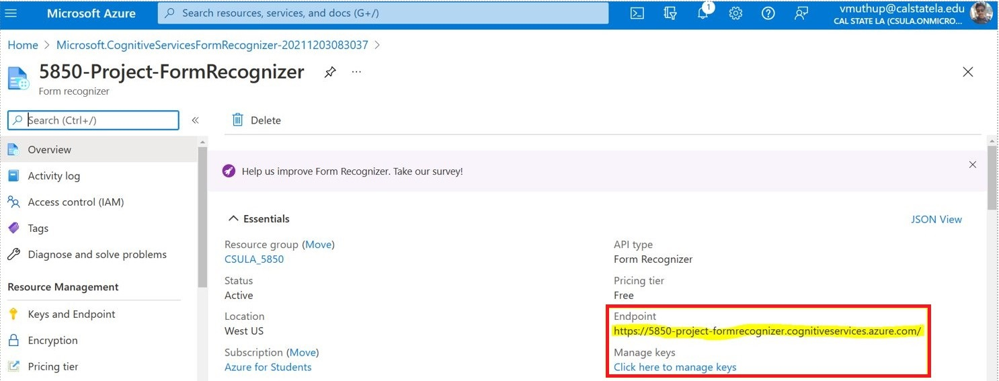 Microsoft Azure
Search resources, services, and docs (G+/)
1
vmuthup@calstatela.edu
CAL STATE LA (CSULA.ONMICRO...
Home > Microsoft.CognitiveServicesFormRecognizer-20211203083037 >
5850-Project-FormRecognizer
...
Form recognizer
Search (Ctrl+/)
«
Delete
Overview
Activity log
Access control (IAM)
Tags
Diagnose and solve problems
Resource Management
Keys and Endpoint
Encryption
Pricing tier
Help us improve Form Recognizer. Take our survey!
Essentials
JSON View
Resource group (Move)
CSULA_5850
Status
Active
Location
West US
Subscription (Move)
Azure for Students
API type
Form Recognizer
Pricing tier
Free
Endpoint
https://5850-project-formrecognizer.cognitiveservices.azure.com/
Manage keys
Click here to manage keys